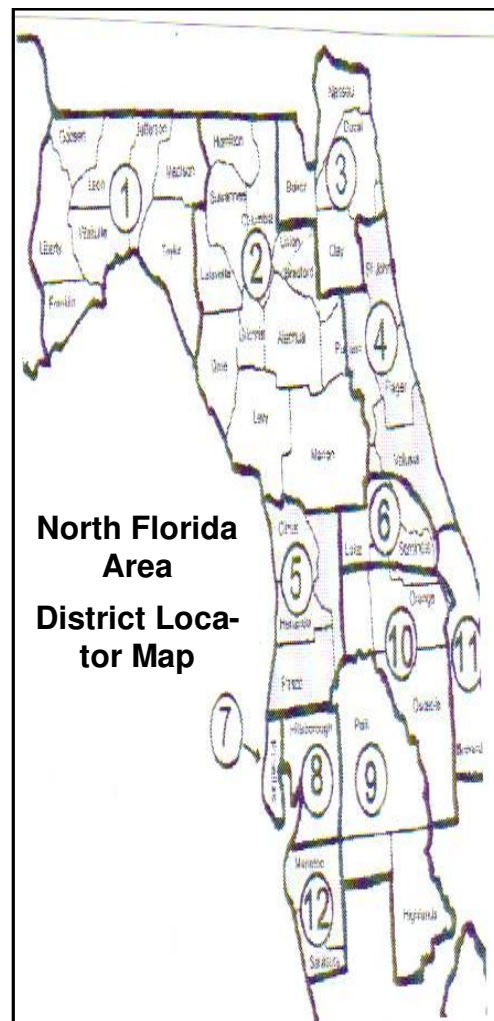 Nassau
Duval
Gadsen
Jefferson
Hamilton
Leon
Madison
Baker
3
1
Suwannee
Columbia
Wakulla
Union
Clay
St. John
Liberty
Taylor
2
Lafayette
Bradford
Franklin
Gilchrist
Alachua
Putnam
4
Dixie
Flager
Levy
Marion
Volusia
North Florida
Area
District Loca-
tor Map
Citrus
6
Lake
Seminole
5
Orange
Hernando
10
11
Pasco
Osceola
7
Hillsborough
Polk
Brevard
8
9
Manatee
12
Highlands
Sarasota